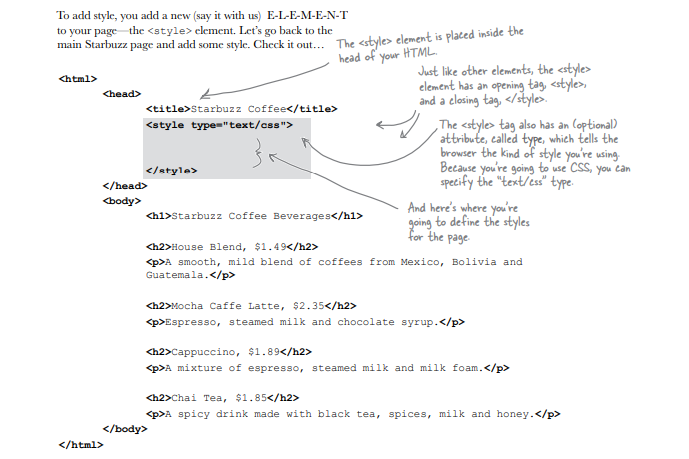 To add style, you add a new (say it with us) E-L-E-M-E-N-T
to your page—the <style> element. Let's go back to the
main Starbuzz page and add some style. Check it out…
The <style> element is placed inside the
head of your HTML.
Just like other elements, the <style>
element has an opening tag, <style>,
and a closing tag, </style>.
The <style> tag also has an (optional)
attribute, called type, which tells the
browser the kind of style you're using.
Because you're going to use CSS, you can
specify the "text/css" type.
And here's where you're
going to define the styles
for the page.
<html>
<head>
<title>Starbuzz Coffee</title>
<style type="text/css">
</style>
</head>
<body>
<h1>Starbuzz Coffee Beverages</h1>
<h2>House Blend, $1.49</h2>
<p>A smooth, mild blend of coffees from Mexico, Bolivia and
Guatemala.</p>
<h2>Mocha Caffe Latte, $2.35</h2>
<p>Espresso, steamed milk and chocolate syrup.</p>
<h2>Cappuccino, $1.89</h2>
<p>A mixture of espresso, steamed milk and milk foam.</p>
<h2>Chai Tea, $1.85</h2>
<p>A spicy drink made with black tea, spices, milk and honey.</p>
</body>
</html>